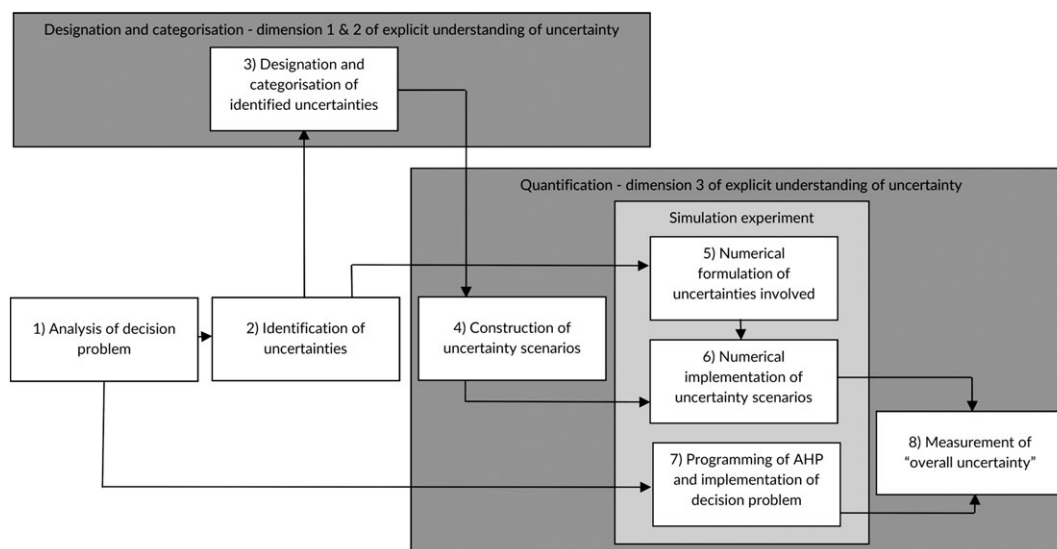 Designation and categorisation - dimension 1 & 2 of explicit understanding of uncertainty
3) Designation and
categorisation of
identified uncertainties
Quantification - dimension 3 of explicit understanding of uncertainty
Simulation experiment
5) Numerical
formulation of
uncertainties involved
1) Analysis of decision
problem
2) Identification of
uncertainties
4) Construction of
uncertainty scenarios
6) Numerical
implementation of
uncertainty scenarios
7) Programming of AHP
and implementation of
decision problem
8) Measurement of
“overall uncertainty”